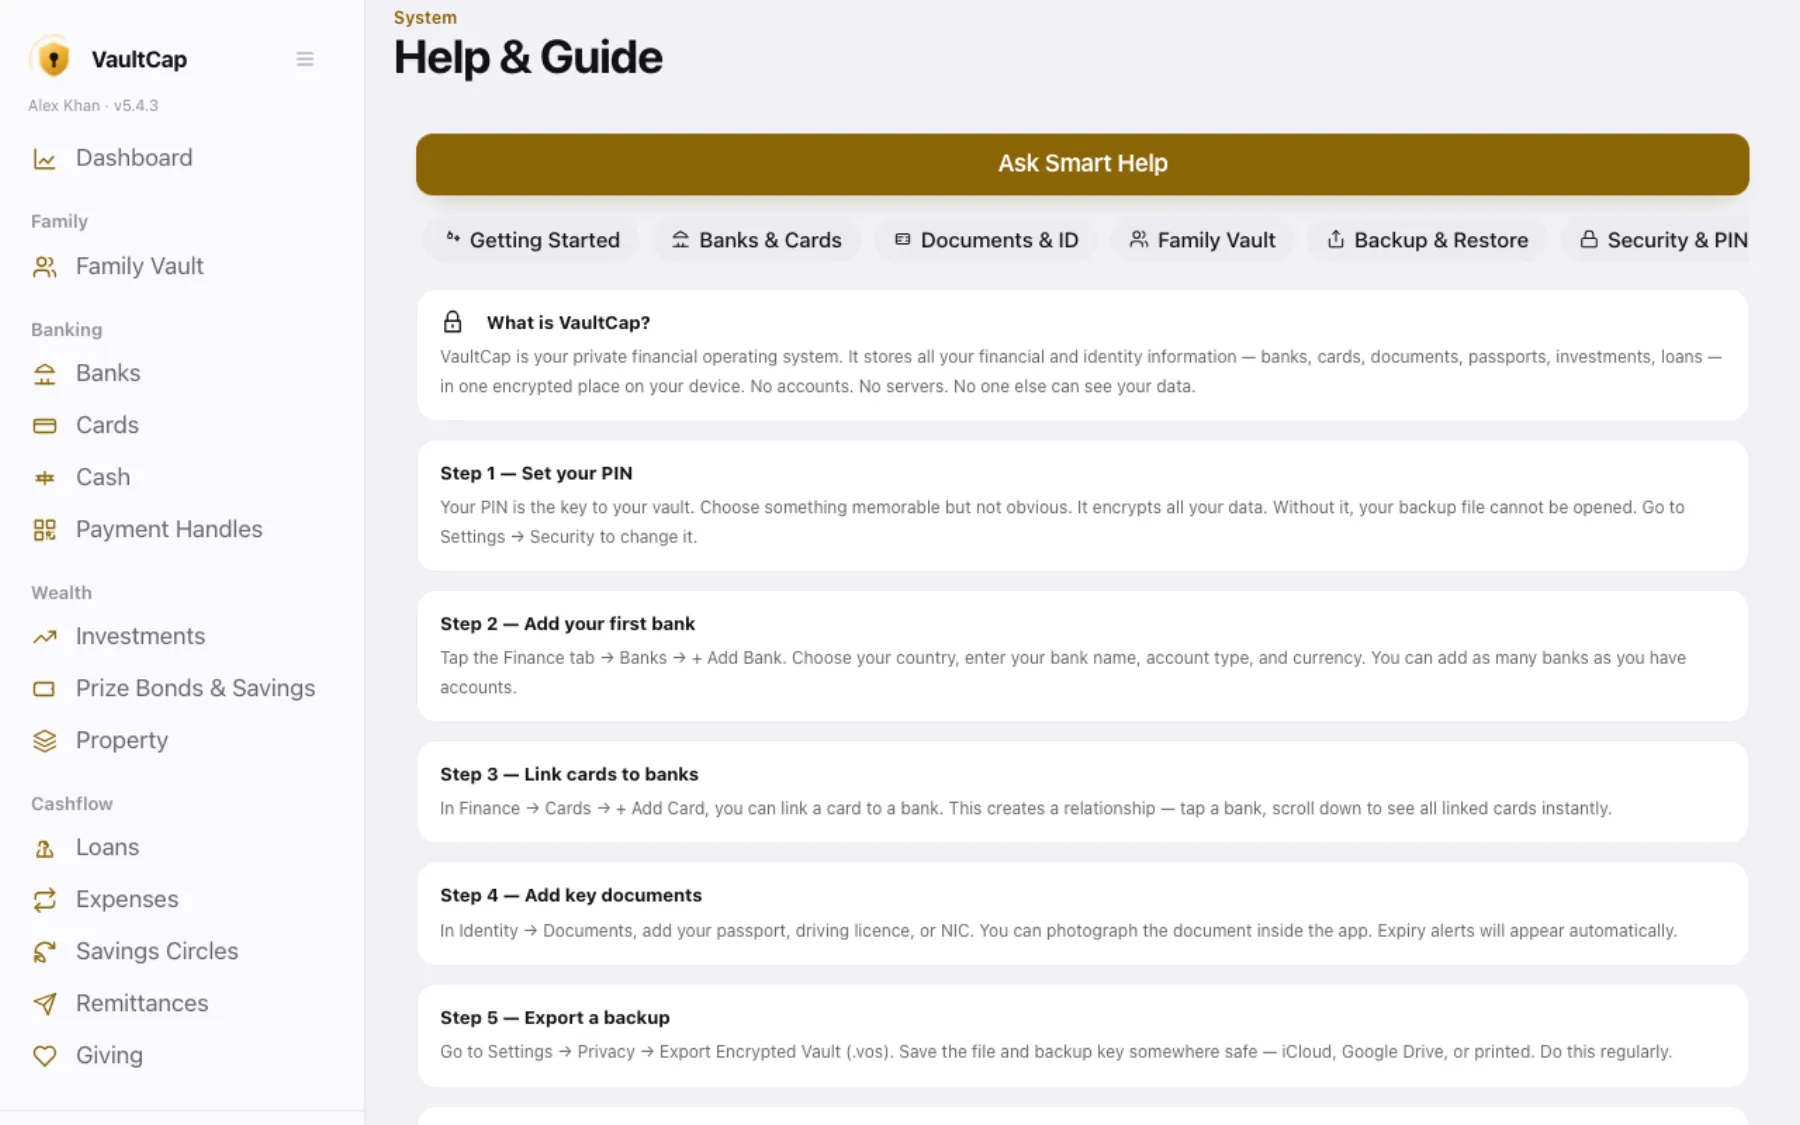 VaultCap
Alex Khan · v5.4.3
Dashboard
Family
Family Vault
Banking
Banks
Cards
Cash
Payment Handles
Wealth
Investments
Prize Bonds & Savings
Property
Cashflow
Loans
Expenses
Savings Circles
Remittances
Giving
System
Help & Guide
Ask Smart Help
Getting Started
Banks & Cards
Documents & ID
Family Vault
Backup & Restore
Security & PIN
What is VaultCap?
VaultCap is your private financial operating system. It stores all your financial and identity information — banks, cards, documents, passports, investments, loans —
in one encrypted place on your device. No accounts. No servers. No one else can see your data.
Step 1 — Set your PIN
Your PIN is the key to your vault. Choose something memorable but not obvious. It encrypts all your data. Without it, your backup file cannot be opened. Go to
Settings → Security to change it.
Step 2 — Add your first bank
Tap the Finance tab → Banks → + Add Bank. Choose your country, enter your bank name, account type, and currency. You can add as many banks as you have
accounts.
Step 3 — Link cards to banks
In Finance → Cards → + Add Card, you can link a card to a bank. This creates a relationship — tap a bank, scroll down to see all linked cards instantly.
Step 4 — Add key documents
In Identity → Documents, add your passport, driving licence, or NIC. You can photograph the document inside the app. Expiry alerts will appear automatically.
Step 5 — Export a backup
Go to Settings → Privacy → Export Encrypted Vault (.vos). Save the file and backup key somewhere safe — iCloud, Google Drive, or printed. Do this regularly.